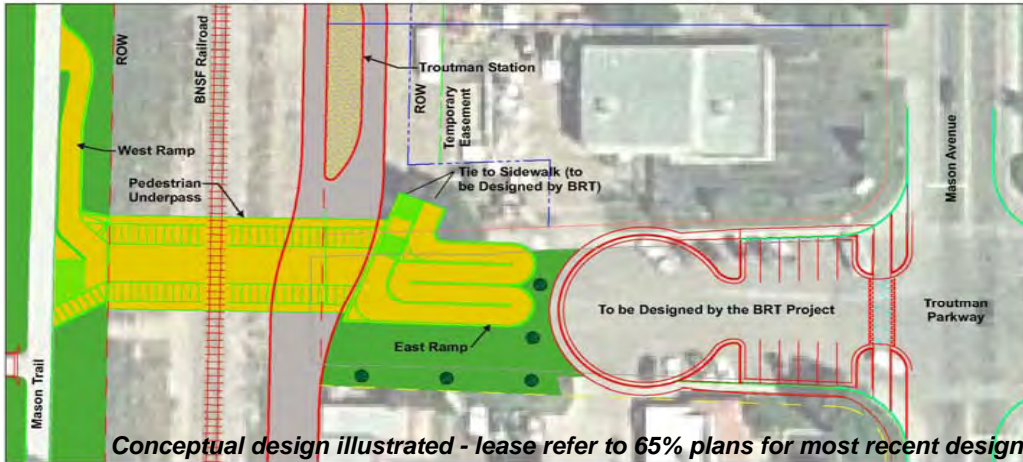 ROW
BNSF Railroad
Troutman Station
ROW
Temporary
Easement
Mason Avenue
West Ramp
Tie to Sidewalk (to
be Designed by BRT)
Pedestrian
Underpass
To be Designed by the BRT Project
Troutman
Parkway
East Ramp
Mason Trail
Conceptual design illustrated - lease refer to 65% plans for most recent design